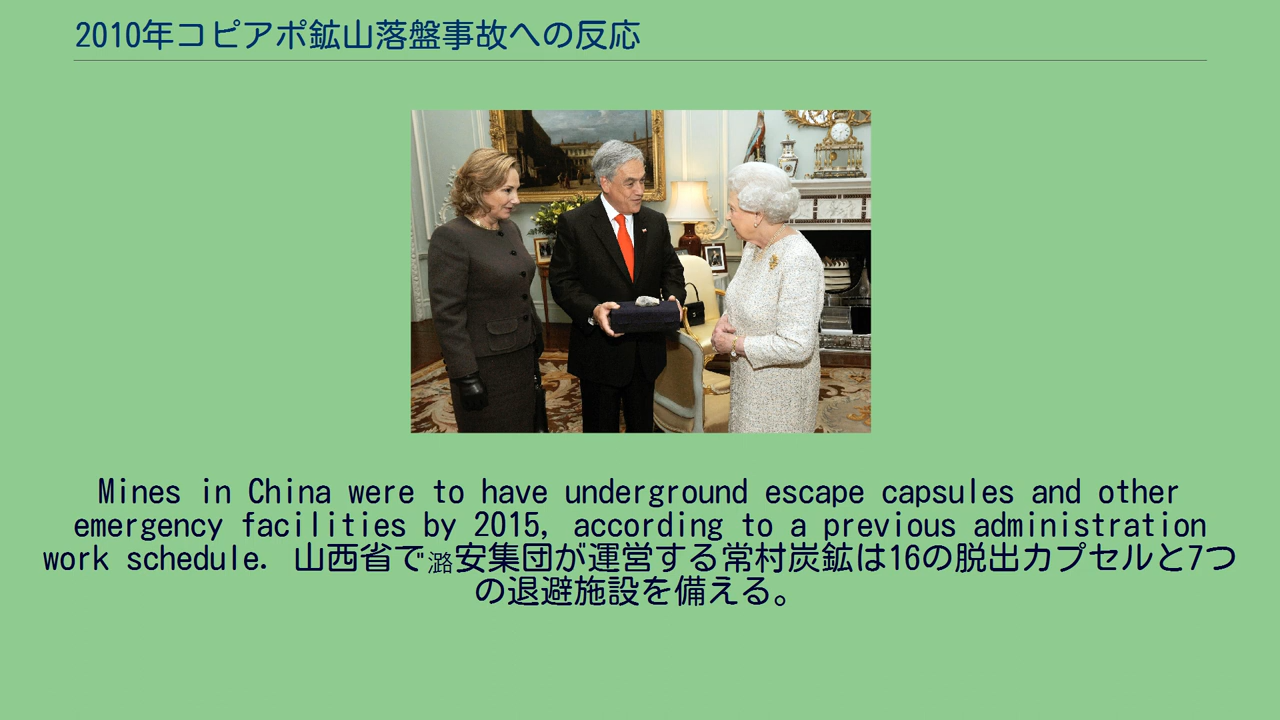 2010年コピアポ鉱山落盤事故への反応
Mines in China were to have underground escape capsules and other
emergency facilities by 2015, according to a previous administration
work schedule. 山西省で潞安集団が運営する常村炭鉱は16の脱出カプセルと7つ
の退避施設を備える。